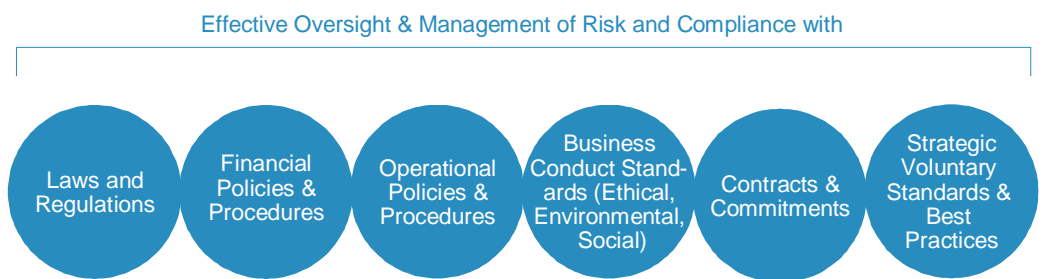 Effective Oversight & Management of Risk and Compliance with
Laws and
Regulations
Financial
Policies &
Procedures
Operational
Policies &
Procedures
Business
Conduct Stand-
ards (Ethical,
Environmental,
Social)
Contracts &
Commitments
Strategic
Voluntary
Standards &
Best
Practices